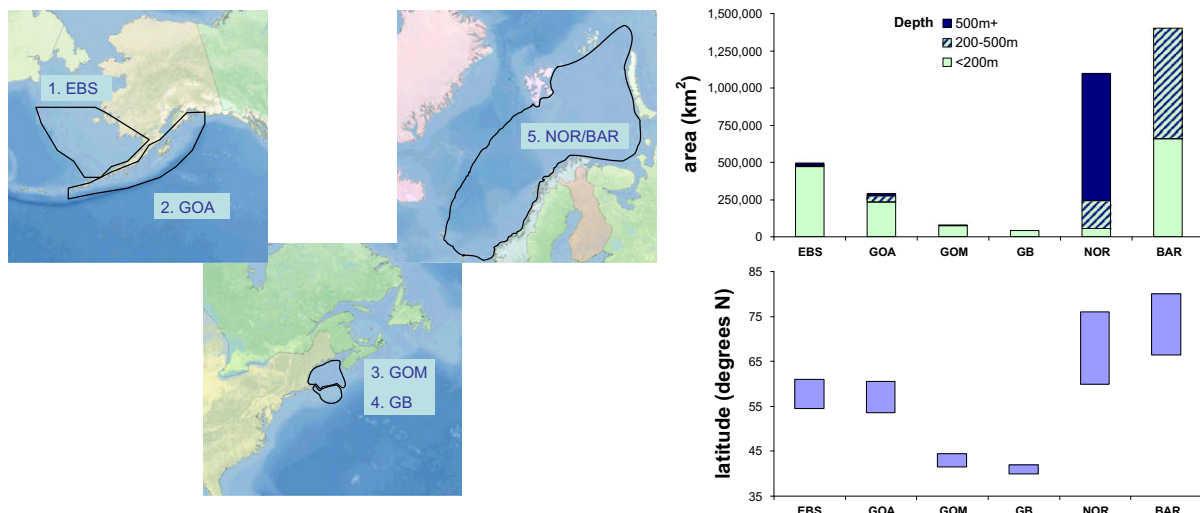 1. EBS
2. GOA
5. NOR/BAR
3. GOM
4. GB
Depth
500m+
200-500m
<200m
area (km²)
1,500,000
1,250,000
1,000,000
750,000
500,000
250,000
0
EBS GOA GOM GB NOR BAR
latitude (degrees N)
85
75
65
55
45
35
EBS GOA GOM GB NOR BAR